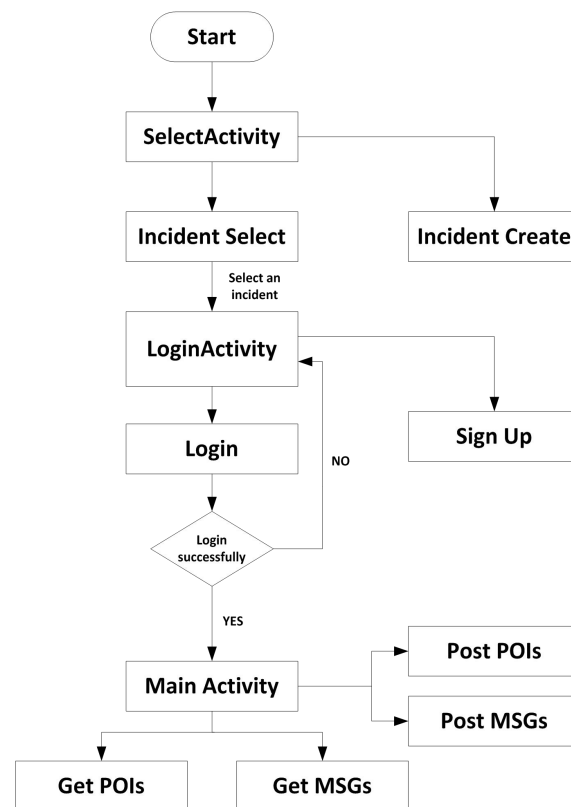 Start
SelectActivity
Incident Select
Incident Create
Select an
incident
LoginActivity
Sign Up
Login
NO
Login
successfully
YES
Post POIs
Main Activity
Post MSGs
Get POIs
Get MSGs